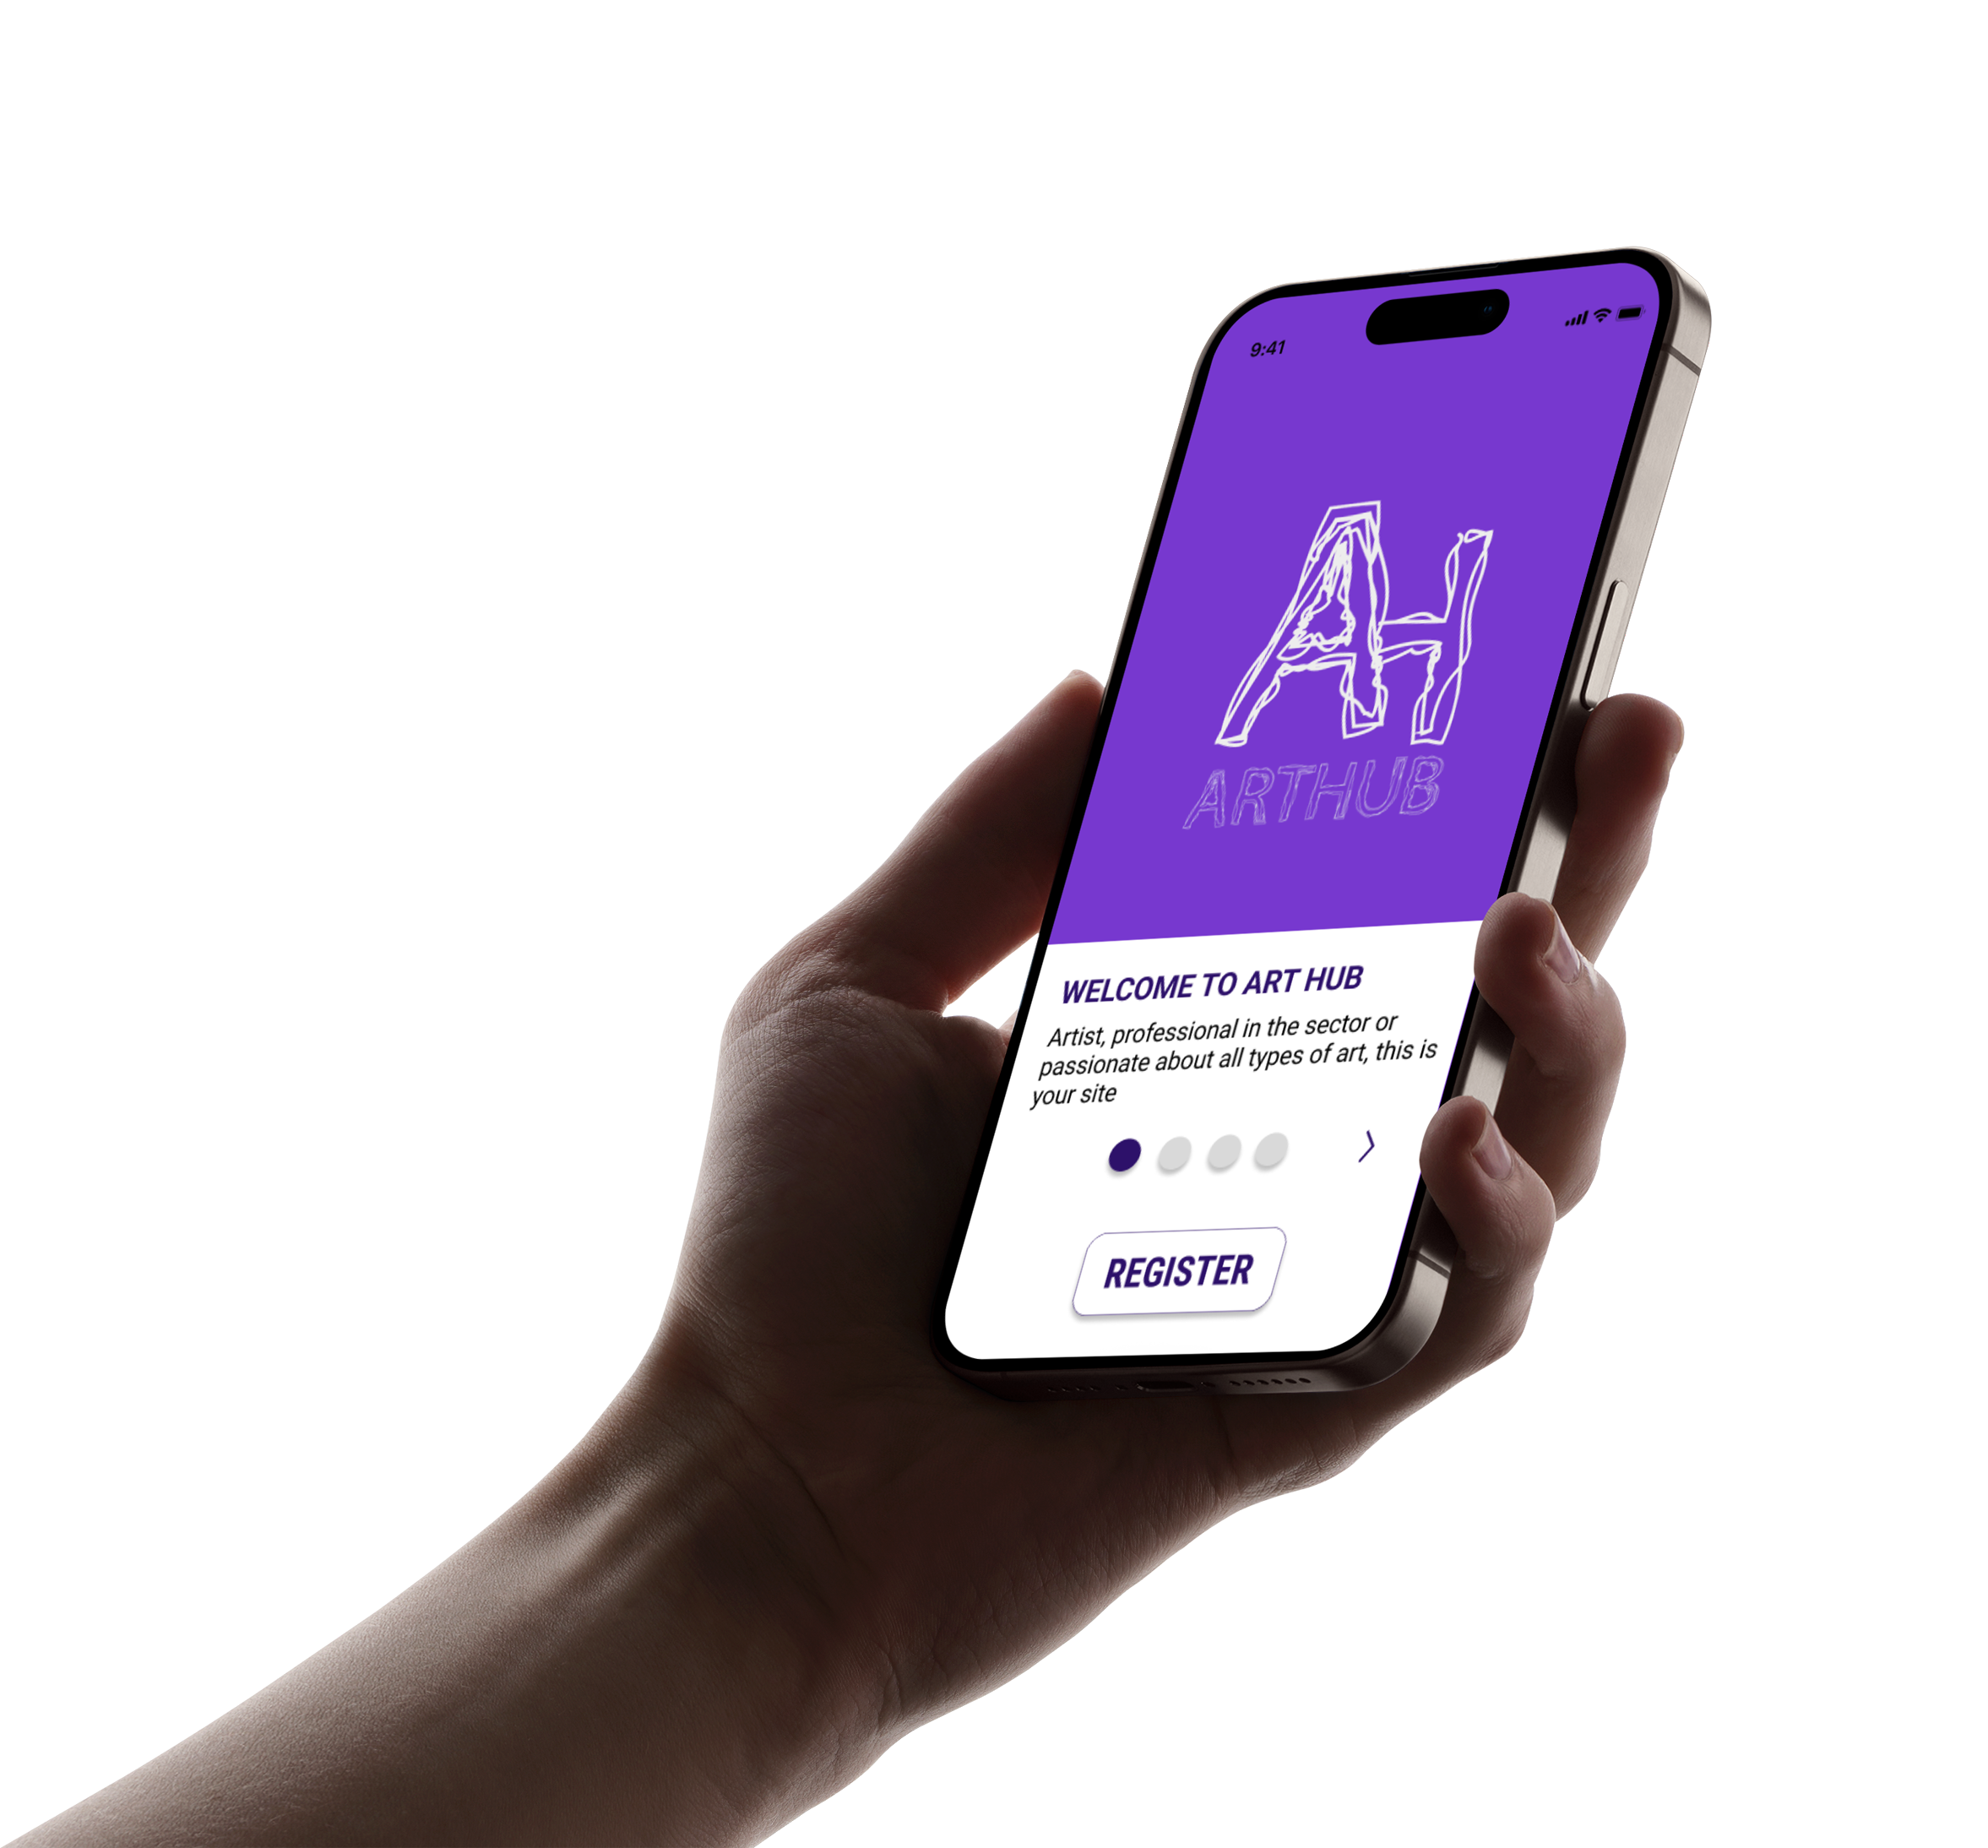 9:41
AH
ARTHUB
WELCOME TO ART HUB
Artist, professional in the sector or
passionate about all types of art, this is
your site
REGISTER